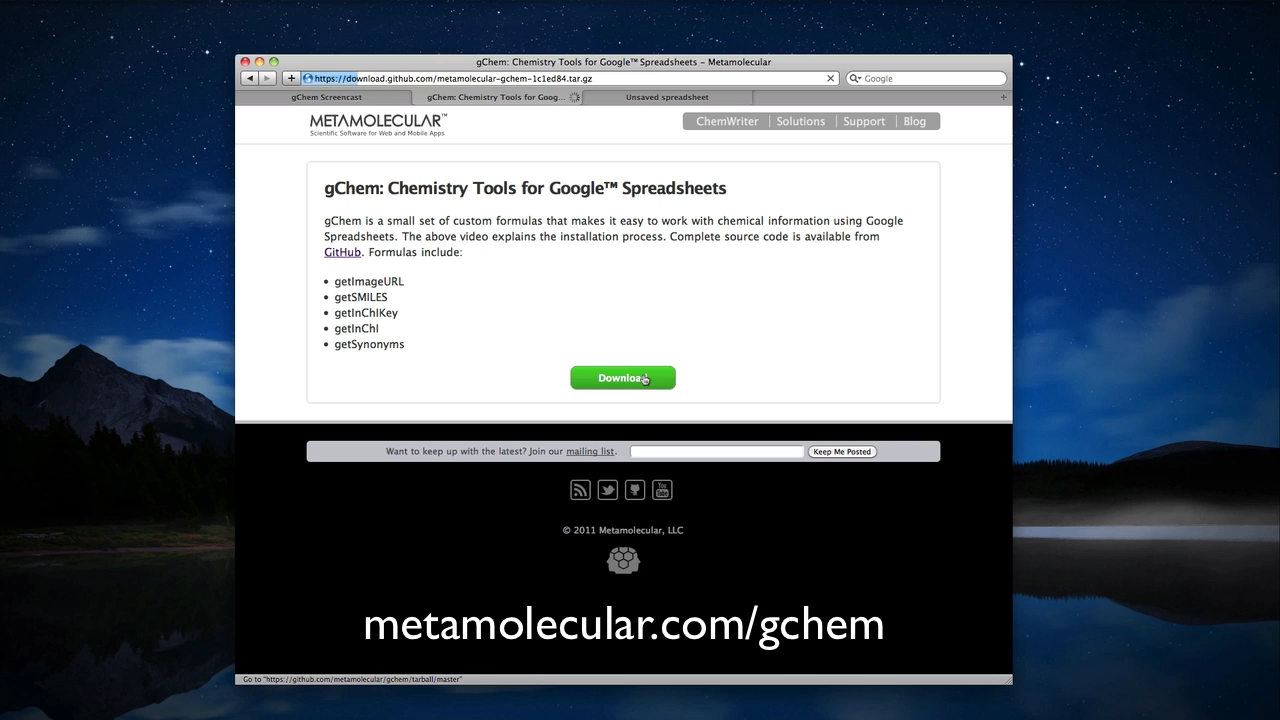 gChem: Chemistry Tools for Google™ Spreadsheets – Metamolecular
https://download.github.com/metamolecular-gchem-1c1ed84.tar.gz
Google
gChem Screencast
gChem: Chemistry Tools for Goog...
Unsaved spreadsheet
METAMOLECULAR™
Scientific Software for Web and Mobile Apps
ChemWriter | Solutions | Support | Blog
gChem: Chemistry Tools for Google™ Spreadsheets
gChem is a small set of custom formulas that makes it easy to work with chemical information using Google
Spreadsheets. The above video explains the installation process. Complete source code is available from
GitHub. Formulas include:
• getImageURL
• getSMILES
• getInChIKey
• getInChI
• getSynonyms
Download
Want to keep up with the latest? Join our mailing list.
Keep Me Posted
You
Tube
© 2011 Metamolecular, LLC
metamolecular.com/gchem
Go to "https://github.com/metamolecular/gchem/tarball/master"